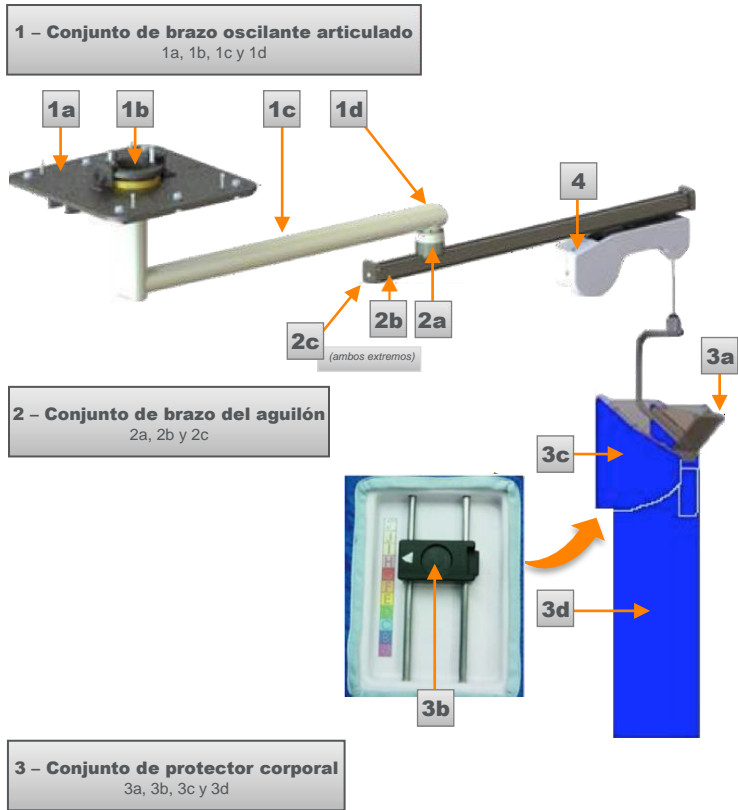 1 – Conjunto de brazo oscilante articulado
1a, 1b, 1c y 1d
1a
1b
1c
1d
4
2c
2b
2a
(ambos extremos)
3a
2 – Conjunto de brazo del aguilón
2a, 2b y 2c
3c
3d
3b
3 – Conjunto de protector corporal
3a, 3b, 3c y 3d